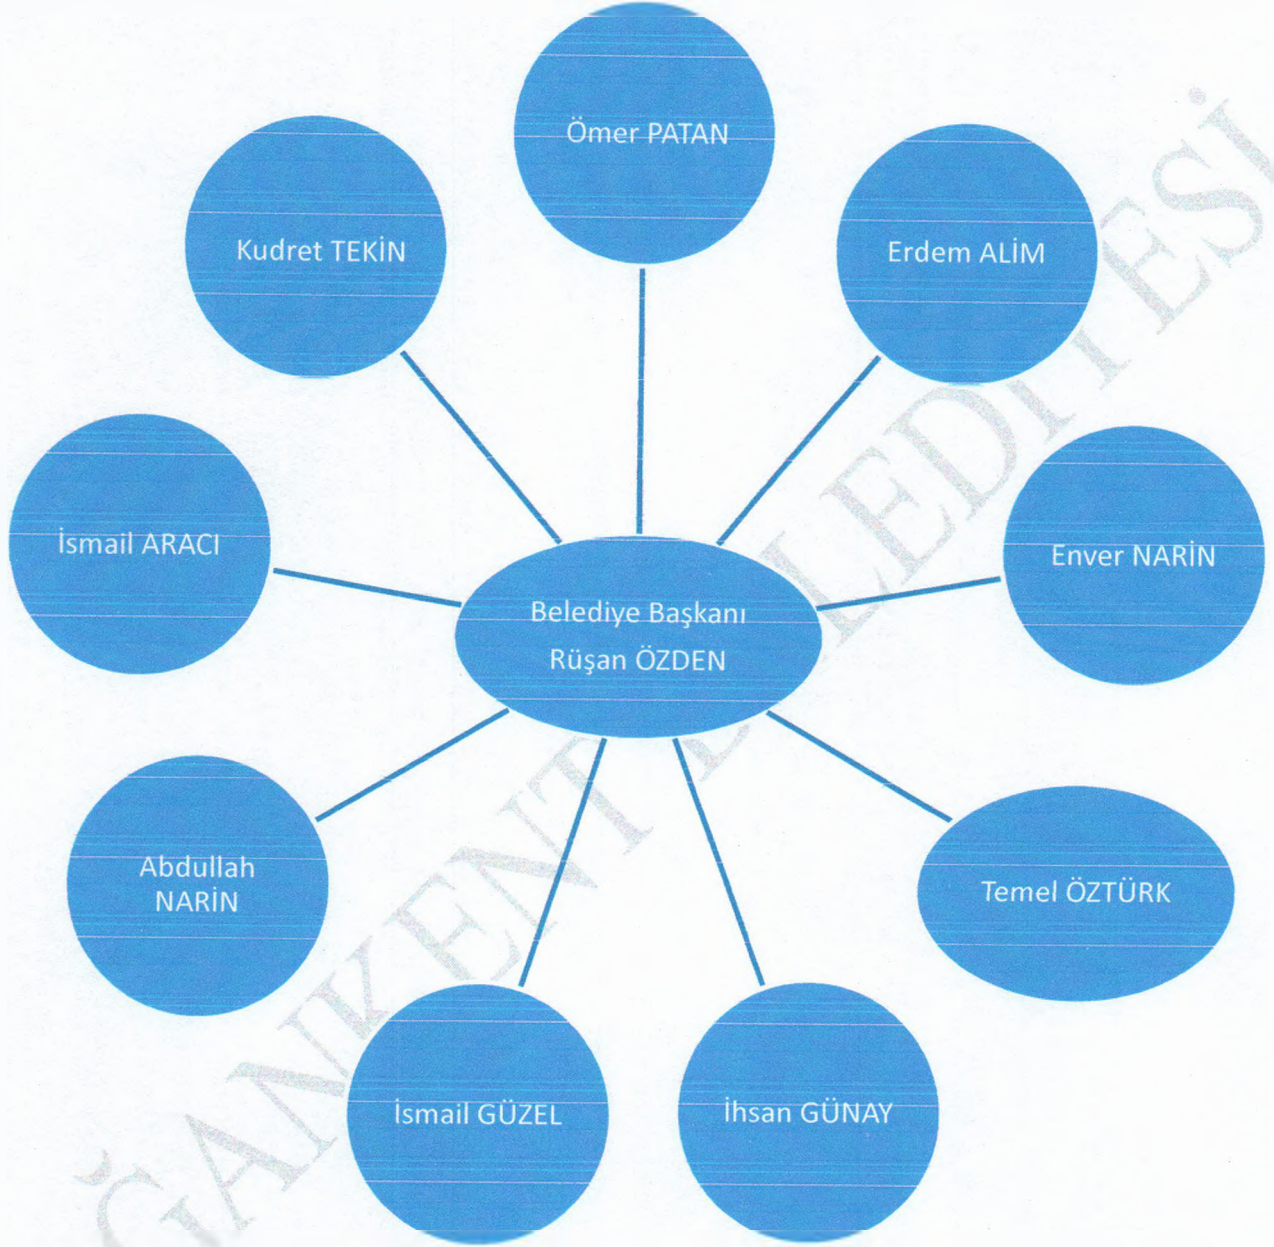 Ömer PATAN
Kudret TEKİN
Erdem ALİM
İsmail ARACI
Enver NARİN
Belediye Başkanı
Rüşan ÖZDEN
Abdullah
NARİN
Temel ÖZTÜRK
İsmail GÜZEL
İhsan GÜNAY